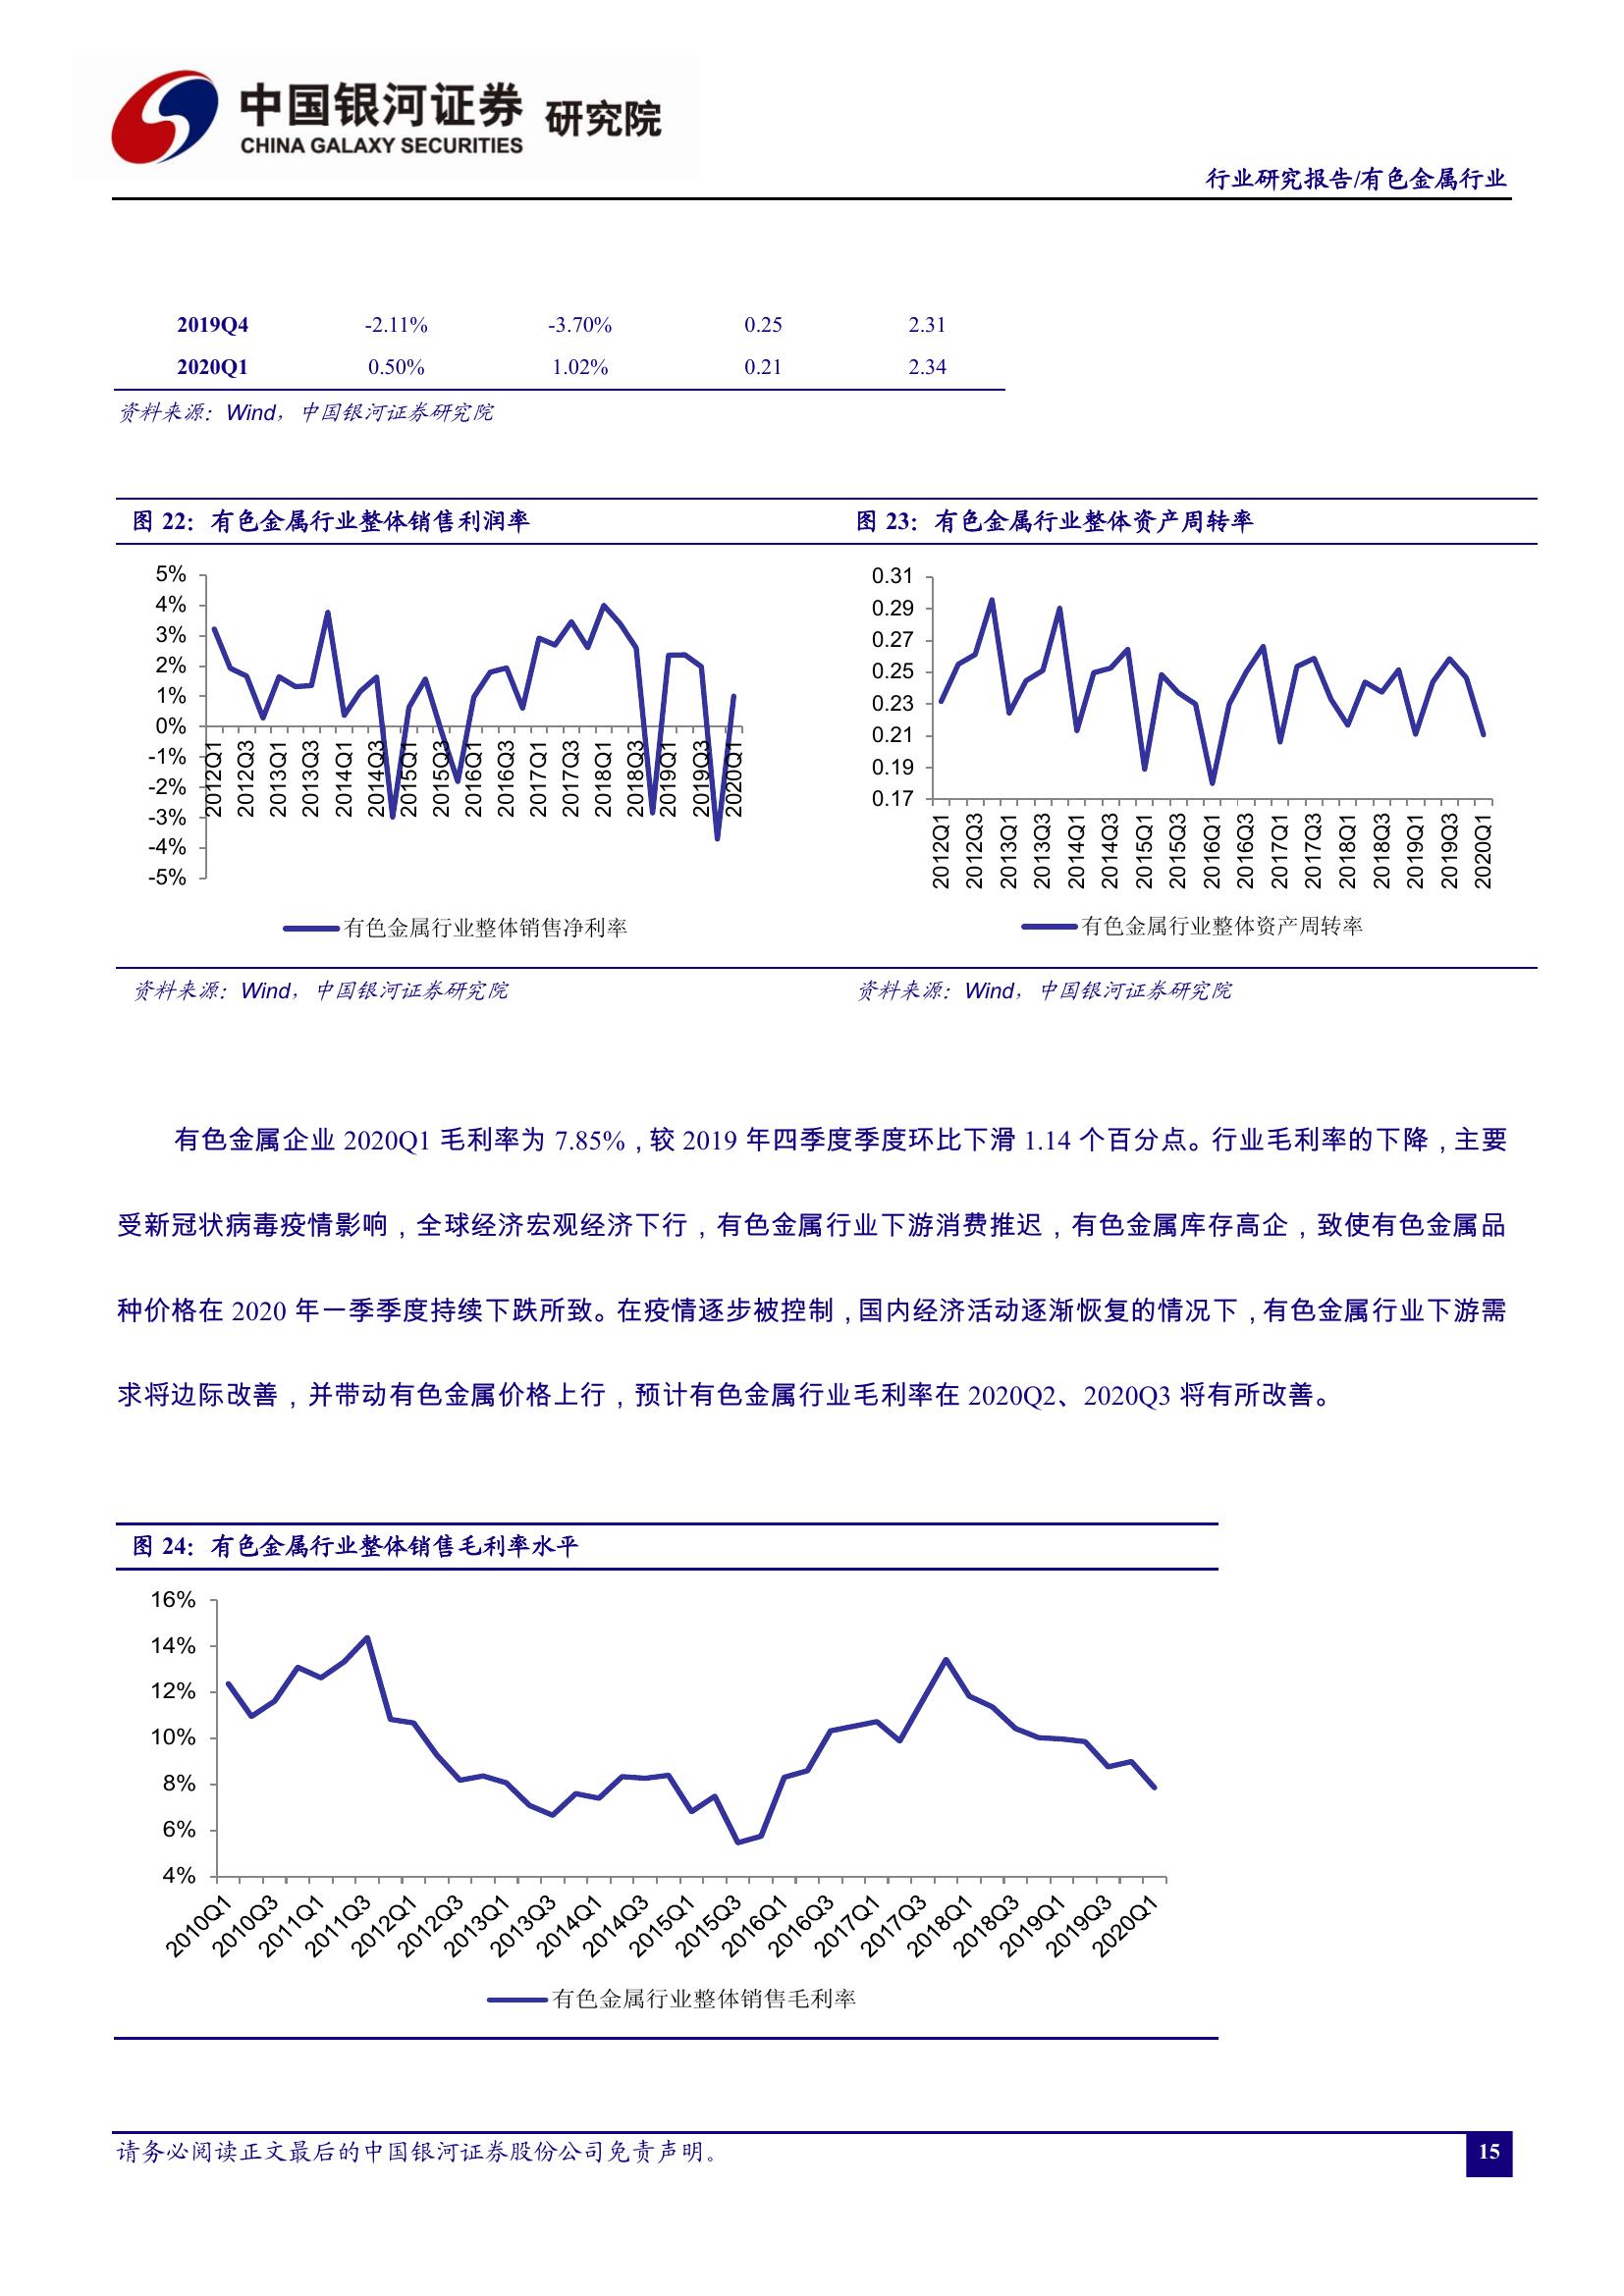 中国银河证券 研究院
CHINA GALAXY SECURITIES
行业研究报告/有色金属行业
2019Q4 -2.11% -3.70% 0.25 2.31
2020Q1 0.50% 1.02% 0.21 2.34
资料来源：Wind，中国银河证券研究院
图 22：有色金属行业整体销售利润率
5%
4%
3%
2%
1%
0%
-1%
-2%
-3%
-4%
-5%
2012Q1 2012Q3 2013Q1 2013Q3 2014Q1 2014Q3 2015Q1 2015Q3 2016Q1 2016Q3 2017Q1 2017Q3 2018Q1 2018Q3 2019Q1 2019Q3 2020Q1
有色金属行业整体销售净利率
资料来源：Wind，中国银河证券研究院
图 23：有色金属行业整体资产周转率
0.31
0.29
0.27
0.25
0.23
0.21
0.19
0.17
2012Q1 2012Q3 2013Q1 2013Q3 2014Q1 2014Q3 2015Q1 2015Q3 2016Q1 2016Q3 2017Q1 2017Q3 2018Q1 2018Q3 2019Q1 2019Q3 2020Q1
有色金属行业整体资产周转率
资料来源：Wind，中国银河证券研究院
有色金属企业 2020Q1 毛利率为 7.85%，较 2019 年四季度季度环比下滑 1.14 个百分点。行业毛利率的下降，主要
受新冠状病毒疫情影响，全球经济宏观经济下行，有色金属行业下游消费推迟，有色金属库存高企，致使有色金属品
种价格在 2020 年一季季度持续下跌所致。在疫情逐步被控制，国内经济活动逐渐恢复的情况下，有色金属行业下游需
求将边际改善，并带动有色金属价格上行，预计有色金属行业毛利率在 2020Q2、2020Q3 将有所改善。
图 24：有色金属行业整体销售毛利率水平
16%
14%
12%
10%
8%
6%
4%
2010Q1 2010Q3 2011Q1 2011Q3 2012Q1 2012Q3 2013Q1 2013Q3 2014Q1 2014Q3 2015Q1 2015Q3 2016Q1 2016Q3 2017Q1 2017Q3 2018Q1 2018Q3 2019Q1 2019Q3 2020Q1
有色金属行业整体销售毛利率
请务必阅读正文最后的中国银河证券股份公司免责声明。
15